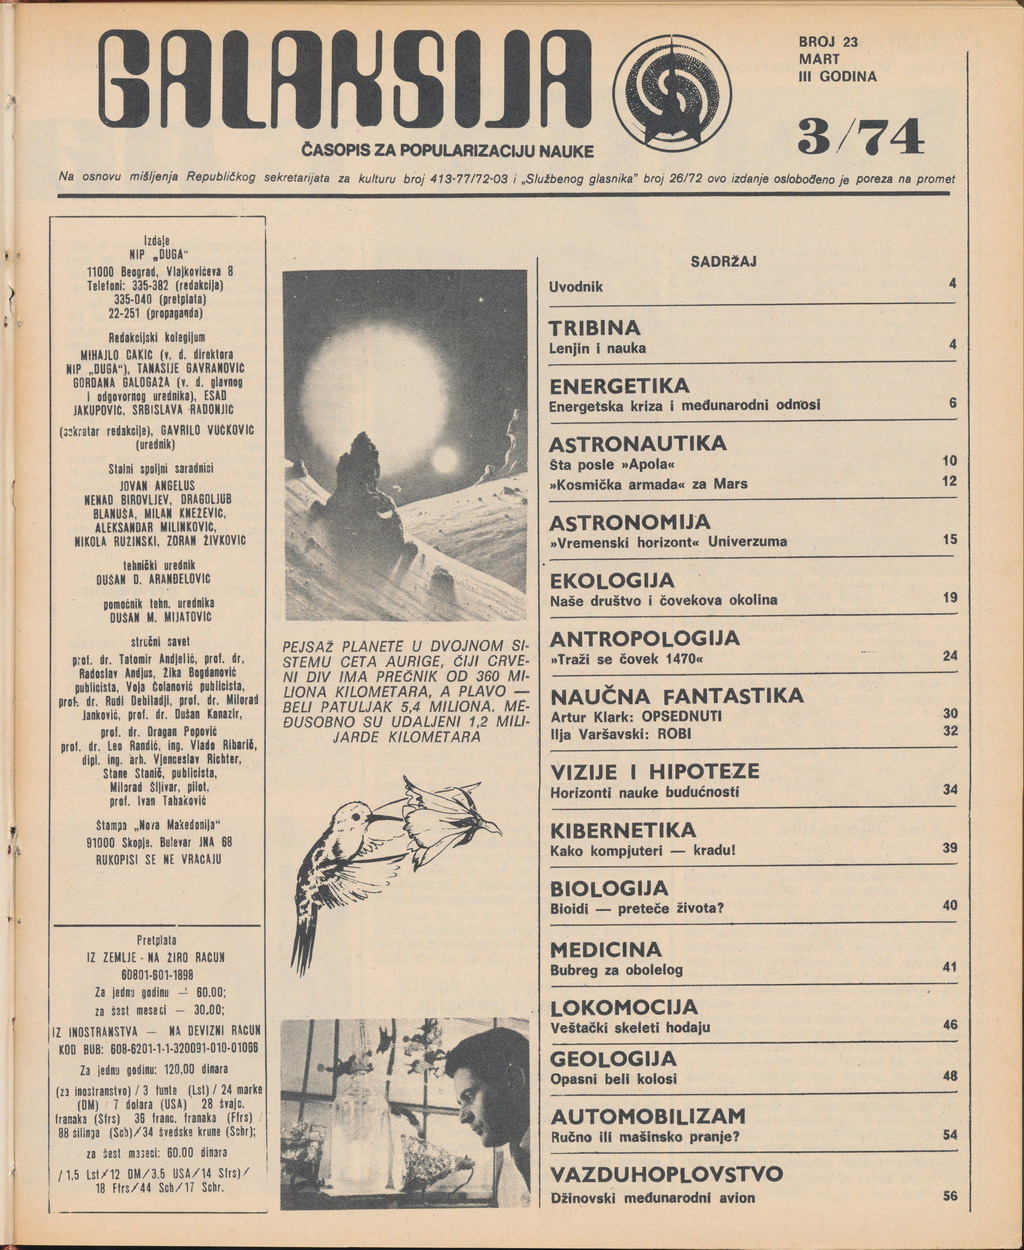 GALAKSIJA
ČASOPIS ZA POPULARIZACIJU NAUKE
BROJ 23
MART
III GODINA
3/74
Na osnovu mišljenja Republičkog sekretarijata za kulturu broj 413-77/72-03 i „Službenog glasnika" broj 26/72 ovo izdanje oslobođeno je poreza na promet
Izdaje
NIP „DUGA"
11000 Beograd, Vlajkovićeva 8
Telefoni: 335-382 (redakcija)
335-040 (pretplata)
22-251 (propaganda)
Redakcijski kolegijum
MIHAJLO CAKIĆ (v. d. direktora
NIP „DUGA"), TANASIJE GAVRANOVIĆ
GORDANA GALOGAŽA (v. d. glavnog
i odgovornog urednika), ESAD
JAKUPOVIĆ, SRBISLAVA RADONJIĆ
(sekretar redakcije), GAVRILO VUČKOVIĆ
(urednik)
Stalni spoljni saradnici
JOVAN ANGELUS
NENAD BIROVLJEV, DRAGOLJUB
BLANUŠA, MILAN KNEŽEVIĆ,
ALEKSANDAR MILINKOVIĆ,
NIKOLA RUŽINSKI, ZORAN ŽIVKOVIĆ
tehnički urednik
DUŠAN D. ARANĐELOVIĆ
pomoćnik tehn. urednika
DUŠAN M. MIJATOVIĆ
stručni savet
prof. dr. Tatomir Andjelić, prof. dr,
Radoslav Andjus, Žika Bogdanović
publicista, Voja Čolanović publicista,
prof. dr. Rudi Debiladji, prof. dr. Milorad
Janković, prof. dr. Dušan Kanazir,
prof. dr. Dragan Popović
prof. dr. Leo Randić, ing. Vlado Ribarič,
dipl. ing. arh. Vjenceslav Richter,
Stane Stanič, publicista,
Milorad Šljivar, pilot,
prof. Ivan Tabaković
Štampa „Nova Makedonija"
91000 Skopje. Bulevar JNA 68
RUKOPISI SE NE VRAĆAJU
Pretplata
IZ ZEMLJE - NA ŽIRO RAČUN
60801-601-1898
Za jednu godinu — 60.00;
za šest meseci — 30.00;
IZ INOSTRANSTVA — NA DEVIZNI RAČUN
KOD BUB: 608-6201-1-1-320091-010-01066
Za jednu godinu: 120.00 dinara
(za inostranstvo) / 3 funte (Lst) / 24 marke
(DM) 7 dolara (USA) 28 švajc.
franaka (Sfrs) 36 franc. franaka (Ffrs)
88 šilinga (Sch)/34 švedske krune (Schr);
za šest meseci: 60.00 dinara
/ 1,5 Lst/12 DM/3.5 USA/14 Sfrs)/
18 Ffrs/44 Sch/17 Schr.
PEJSAŽ PLANETE U DVOJNOM SI-
STEMU CETA AURIGE, ČIJI CRVE-
NI DIV IMA PREČNIK OD 360 MI-
LIONA KILOMETARA, A PLAVO —
BELI PATULJAK 5,4 MILIONA. ME-
ĐUSOBNO SU UDALJENI 1,2 MILI-
JARDE KILOMETARA
SADRŽAJ
Uvodnik 4
TRIBINA
Lenjin i nauka 4
ENERGETIKA
Energetska kriza i međunarodni odnosi 6
ASTRONAUTIKA
Šta posle »Apola« 10
»Kosmička armada« za Mars 12
ASTRONOMIJA
»Vremenski horizont« Univerzuma 15
EKOLOGIJA
Naše društvo i čovekova okolina 19
ANTROPOLOGIJA
»Traži se čovek 1470« 24
NAUČNA FANTASTIKA
Artur Klark: OPSEDNUTI 30
Ilja Varšavski: ROBI 32
VIZIJE I HIPOTEZE
Horizonti nauke budućnosti 34
KIBERNETIKA
Kako kompjuteri — kradu! 39
BIOLOGIJA
Bioidi — preteče života? 40
MEDICINA
Bubreg za obolelog 41
LOKOMOCIJA
Veštački skeleti hodaju 46
GEOLOGIJA
Opasni beli kolosi 48
AUTOMOBILIZAM
Ručno ili mašinsko pranje? 54
VAZDUHOPLOVSTVO
Džinovski međunarodni avion 56